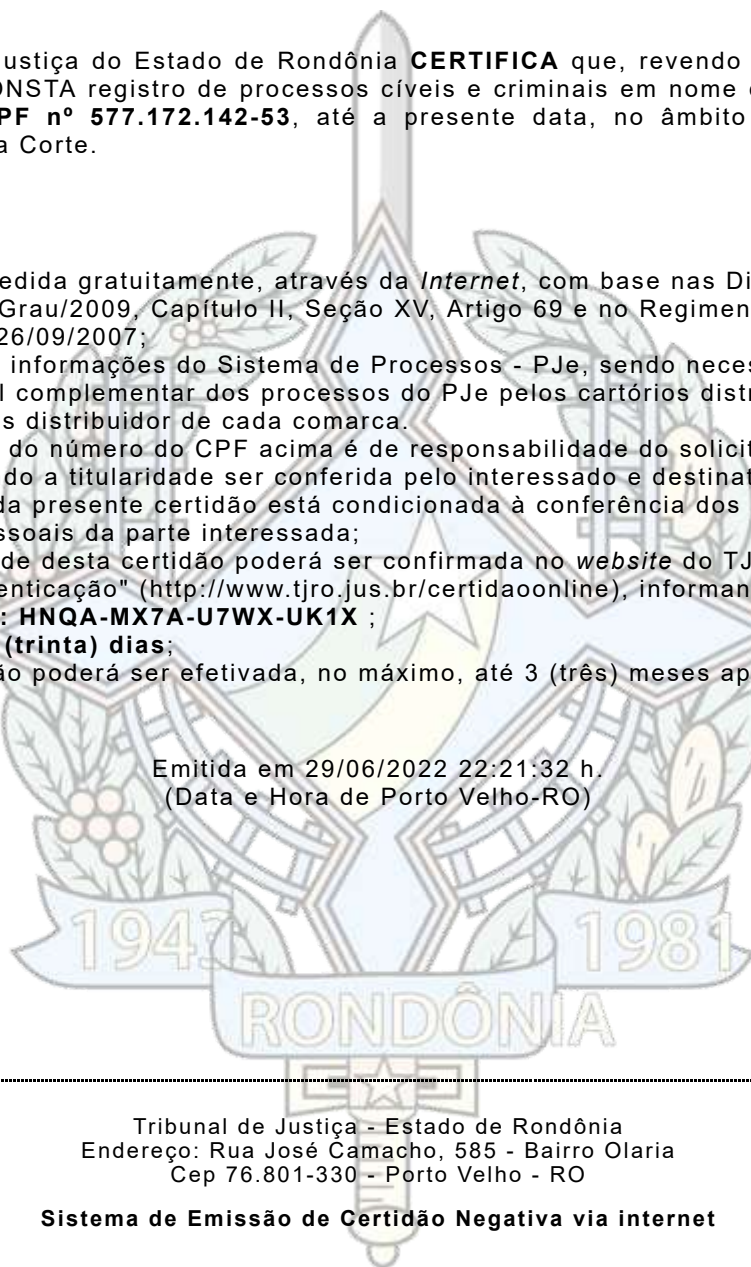 ustiça do Estado de Rondônia CERTIFICA que, revendo
ONSTA registro de processos cíveis e criminais em nome
PF nº 577.172.142-53, até a presente data, no âmbito
a Corte.
edida gratuitamente, através da Internet, com base nas Di
Grau/2009, Capítulo II, Seção XV, Artigo 69 e no Regimen
26/09/2007;
informações do Sistema de Processos - PJe, sendo neces
l complementar dos processos do PJe pelos cartórios distr
s distribuidor de cada comarca.
do número do CPF acima é de responsabilidade do solicit
do a titularidade ser conferida pelo interessado e destinat
da presente certidão está condicionada à conferência dos
ssoais da parte interessada;
de desta certidão poderá ser confirmada no website do TJ
enticação" (http://www.tjro.jus.br/certidaoonline), informan
: HNQA-MX7A-U7WX-UK1X ;
(trinta) dias;
ão poderá ser efetivada, no máximo, até 3 (três) meses ap
Emitida em 29/06/2022 22:21:32 h.
(Data e Hora de Porto Velho-RO)
1943
1981
RONDÔNIA
Tribunal de Justiça - Estado de Rondônia
Endereço: Rua José Camacho, 585 - Bairro Olaria
Cep 76.801-330 - Porto Velho - RO
Sistema de Emissão de Certidão Negativa via internet